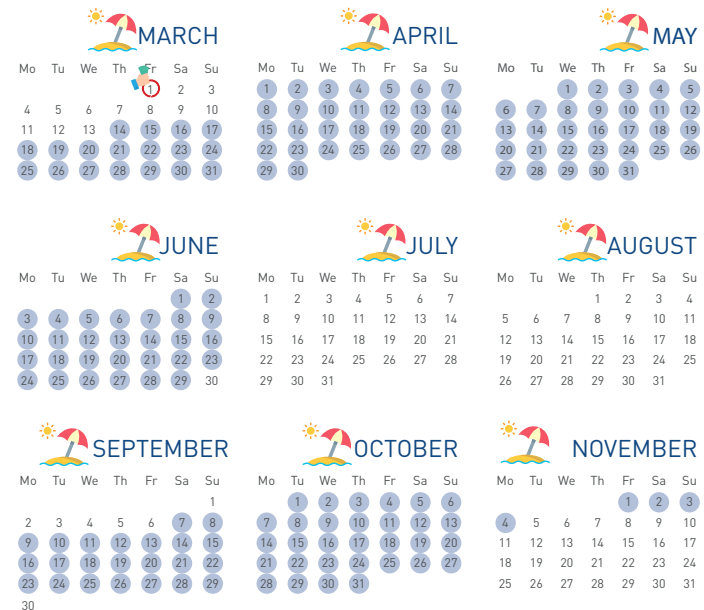 MARCH
Mo Tu We Th Fr Sa Su
1 2 3
4 5 6 7 8 9 10
11 12 13 14 15 16 17
18 19 20 21 22 23 24
25 26 27 28 29 30 31
APRIL
Mo Tu We Th Fr Sa Su
1 2 3 4 5 6 7
8 9 10 11 12 13 14
15 16 17 18 19 20 21
22 23 24 25 26 27 28
29 30
MAY
Mo Tu We Th Fr Sa Su
1 2 3 4 5
6 7 8 9 10 11 12
13 14 15 16 17 18 19
20 21 22 23 24 25 26
27 28 29 30 31
JUNE
Mo Tu We Th Fr Sa Su
1 2
3 4 5 6 7 8 9
10 11 12 13 14 15 16
17 18 19 20 21 22 23
24 25 26 27 28 29 30
JULY
Mo Tu We Th Fr Sa Su
1 2 3 4 5 6 7
8 9 10 11 12 13 14
15 16 17 18 19 20 21
22 23 24 25 26 27 28
29 30 31
AUGUST
Mo Tu We Th Fr Sa Su
1 2 3 4
5 6 7 8 9 10 11
12 13 14 15 16 17 18
19 20 21 22 23 24 25
26 27 28 29 30 31
SEPTEMBER
Mo Tu We Th Fr Sa Su
1
2 3 4 5 6 7 8
9 10 11 12 13 14 15
16 17 18 19 20 21 22
23 24 25 26 27 28 29
30
OCTOBER
Mo Tu We Th Fr Sa Su
1 2 3 4 5 6
7 8 9 10 11 12 13
14 15 16 17 18 19 20
21 22 23 24 25 26 27
28 29 30 31
NOVEMBER
Mo Tu We Th Fr Sa Su
1 2 3
4 5 6 7 8 9 10
11 12 13 14 15 16 17
18 19 20 21 22 23 24
25 26 27 28 29 30 31